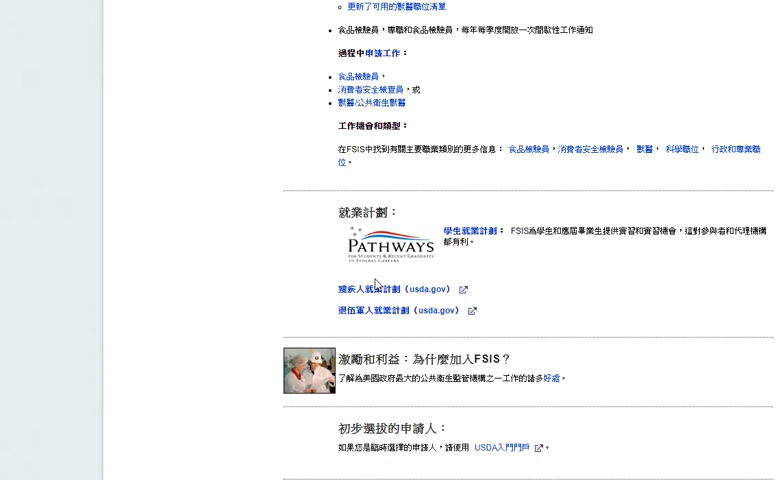 更新了可用的獸醫職位清單
食品檢驗員，專職和食品檢驗員，每年每季度開放一次間歇性工作通知
過程中申請工作：
食品檢驗員，
消費者安全檢查員，或
獸醫/公共衛生獸醫
工作機會和類型：
在FSIS中找到有關主要職業類別的更多信息： 食品檢驗員，消費者安全檢驗員， 獸醫， 科學職位， 行政和專業職
位。
就業計劃：
PATHWAYS
FOR STUDENTS & RECENT GRADUATES
TO FEDERAL CAREERS
學生就業計劃： FSIS為學生和應屆畢業生提供實習和實習機會，這對參與者和代理機構
都有利。
殘疾人就業計劃（usda.gov）
退伍軍人就業計劃（usda.gov）
激勵和利益：為什麼加入FSIS？
了解為美國政府最大的公共衛生監管機構之一工作的諸多好處。
初步選拔的申請人：
如果您是臨時選擇的申請人，請使用 USDA入門門戶 。